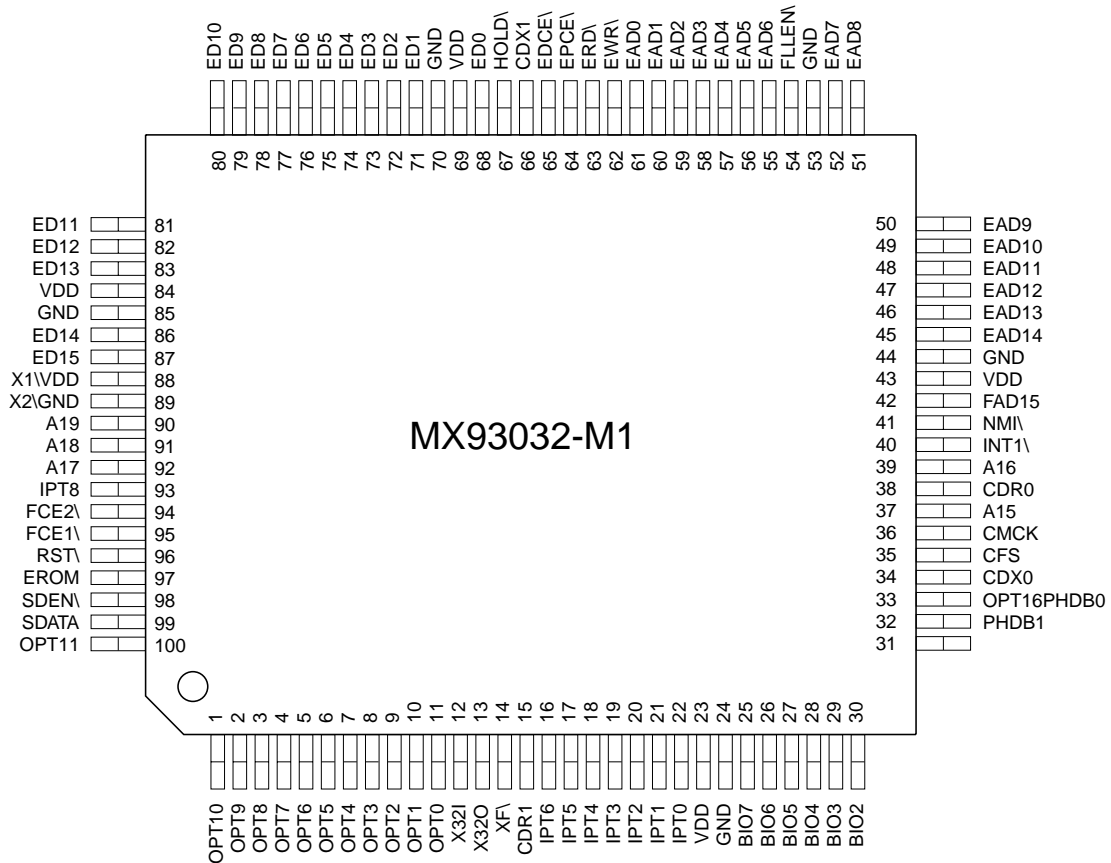 ED10 ED9 ED8 ED7 ED6 ED5 ED4 ED3 ED2 ED1 GND VDD ED0 HOLD\ CDX1 EDCE\ EPCE\ ERD\ EWR\ EAD0 EAD1 EAD2 EAD3 EAD4 EAD5 EAD6 FLLEN\ GND EAD7 EAD8
80 79 78 77 76 75 74 73 72 71 70 69 68 67 66 65 64 63 62 61 60 59 58 57 56 55 54 53 52 51
ED11 81
ED12 82
ED13 83
VDD 84
GND 85
ED14 86
ED15 87
X1\VDD 88
X2\GND 89
A19 90
A18 91
A17 92
IPT8 93
FCE2\ 94
FCE1\ 95
RST\ 96
EROM 97
SDEN\ 98
SDATA 99
OPT11 100
MX93032-M1
50 EAD9
49 EAD10
48 EAD11
47 EAD12
46 EAD13
45 EAD14
44 GND
43 VDD
42 FAD15
41 NMI\
40 INT1\
39 A16
38 CDR0
37 A15
36 CMCK
35 CFS
34 CDX0
33 OPT16PHDB0
32 PHDB1
31
1 2 3 4 5 6 7 8 9 10 11 12 13 14 15 16 17 18 19 20 21 22 23 24 25 26 27 28 29 30
OPT10 OPT9 OPT8 OPT7 OPT6 OPT5 OPT4 OPT3 OPT2 OPT1 OPT0 X32I X32O XF\ CDR1 IPT6 IPT5 IPT4 IPT3 IPT2 IPT1 IPT0 VDD GND BIO7 BIO6 BIO5 BIO4 BIO3 BIO2